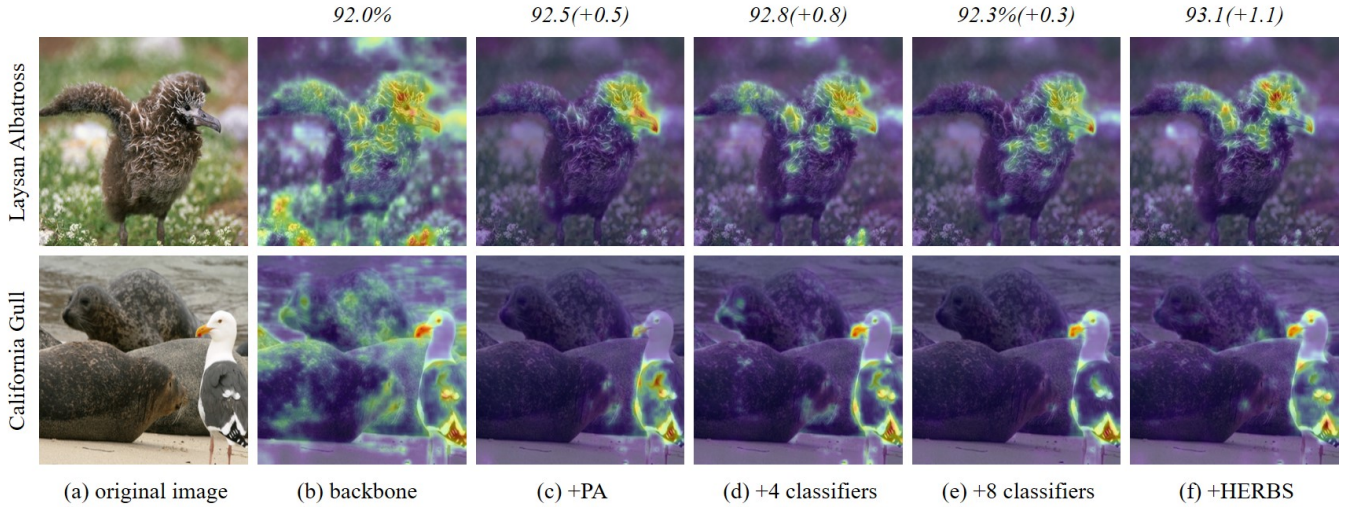 92.0% 92.5(+0.5) 92.8(+0.8) 92.3%(+0.3) 93.1(+1.1)
Laysan Albatross
California Gull
(a) original image (b) backbone (c) +PA (d) +4 classifiers (e) +8 classifiers (f) +HERBS